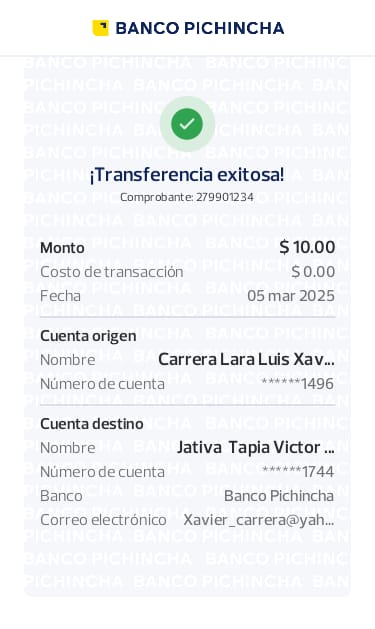 BANCO PICHINCHA
¡Transferencia exitosa!
Comprobante: 279901234
Monto $ 10.00
Costo de transacción $ 0.00
Fecha 05 mar 2025
Cuenta origen
Nombre Carrera Lara Luis Xav...
Número de cuenta ******1496
Cuenta destino
Nombre Jativa Tapia Victor ...
Número de cuenta ******1744
Banco Banco Pichincha
Correo electrónico Xavier_carrera@yah...